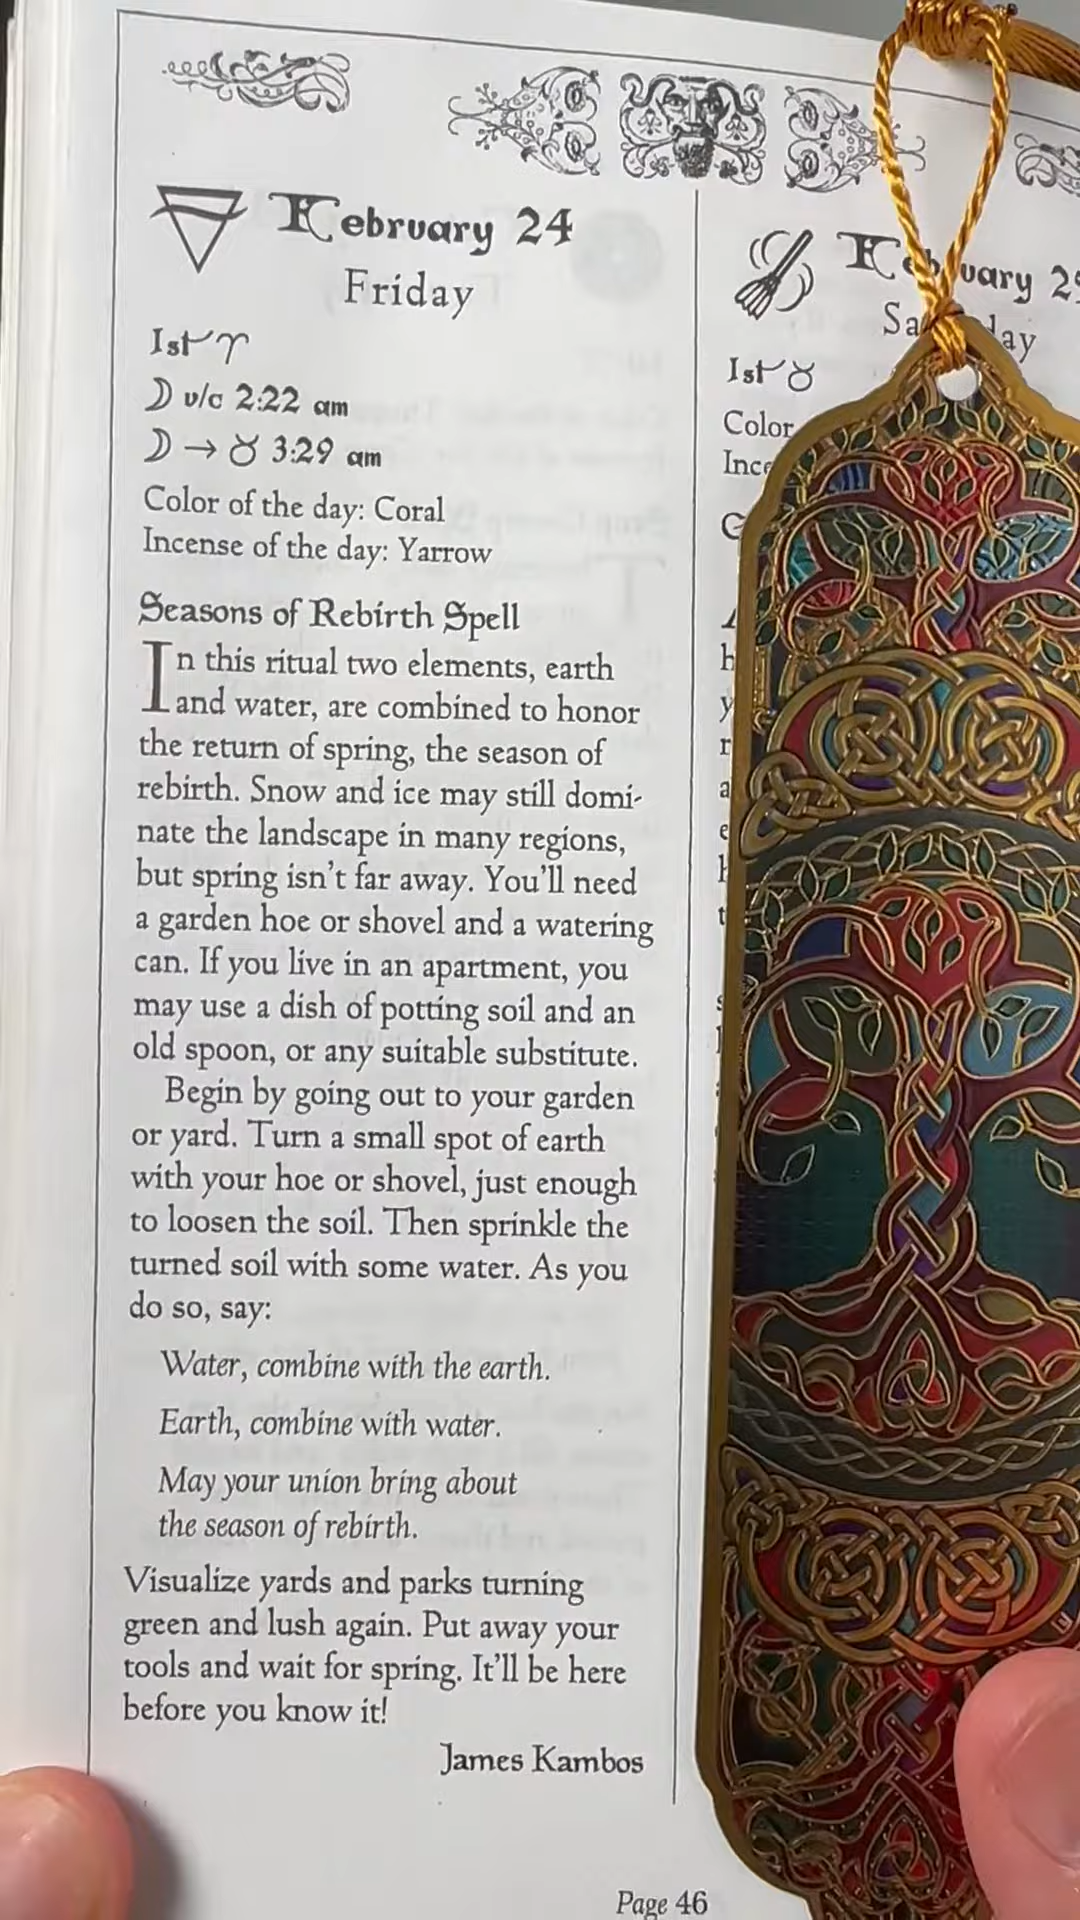 February 24
Friday
1st ♈
☽ v/c 2:22 am
☽ → ♉ 3:29 am
Color of the day: Coral
Incense of the day: Yarrow
Seasons of Rebirth Spell
In this ritual two elements, earth
and water, are combined to honor
the return of spring, the season of
rebirth. Snow and ice may still domi-
nate the landscape in many regions,
but spring isn't far away. You'll need
a garden hoe or shovel and a watering
can. If you live in an apartment, you
may use a dish of potting soil and an
old spoon, or any suitable substitute.
Begin by going out to your garden
or yard. Turn a small spot of earth
with your hoe or shovel, just enough
to loosen the soil. Then sprinkle the
turned soil with some water. As you
do so, say:
Water, combine with the earth.
Earth, combine with water.
May your union bring about
the season of rebirth.
Visualize yards and parks turning
green and lush again. Put away your
tools and wait for spring. It'll be here
before you know it!
James Kambos
Page 46
February
1st ♉
Color